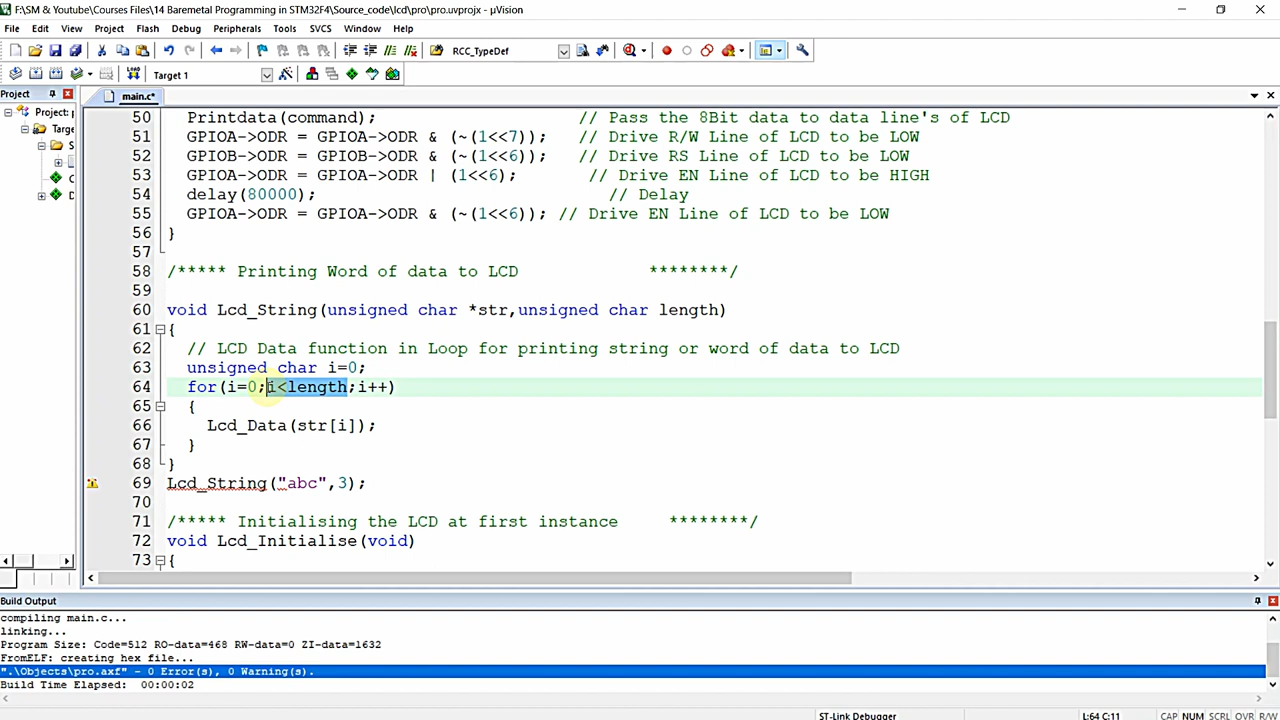 F:\SM & Youtube\Courses Files\14 Baremetal Programming in STM32F4\Source_code\lcd\pro\pro.uvprojx - µVision
File Edit View Project Flash Debug Peripherals Tools SVCS Window Help
RCC_TypeDef
LOAD Target 1
Project
main.c*
Project: p
Targe
S
C
D
50 Printdata(command); // Pass the 8Bit data to data line's of LCD
51 GPIOA->ODR = GPIOA->ODR & (~(1<<7)); // Drive R/W Line of LCD to be LOW
52 GPIOB->ODR = GPIOB->ODR & (~(1<<6)); // Drive RS Line of LCD to be LOW
53 GPIOA->ODR = GPIOA->ODR | (1<<6); // Drive EN Line of LCD to be HIGH
54 delay(80000); // Delay
55 GPIOA->ODR = GPIOA->ODR & (~(1<<6)); // Drive EN Line of LCD to be LOW
56 }
57
58 /***** Printing Word of data to LCD ********/
59
60 void Lcd_String(unsigned char *str,unsigned char length)
61 {
62 // LCD Data function in Loop for printing string or word of data to LCD
63 unsigned char i=0;
64 for(i=0;i<length;i++)
65 {
66 Lcd_Data(str[i]);
67 }
68 }
69 Lcd_String("abc",3);
70
71 /***** Initialising the LCD at first instance ********/
72 void Lcd_Initialise(void)
73 {
Build Output
compiling main.c...
linking...
Program Size: Code=512 RO-data=468 RW-data=0 ZI-data=1632
FromELF: creating hex file...
".\Objects\pro.axf" - 0 Error(s), 0 Warning(s).
Build Time Elapsed: 00:00:02
ST-Link Debugger L:64 C:11 CAP NUM SCRL OVR R/W